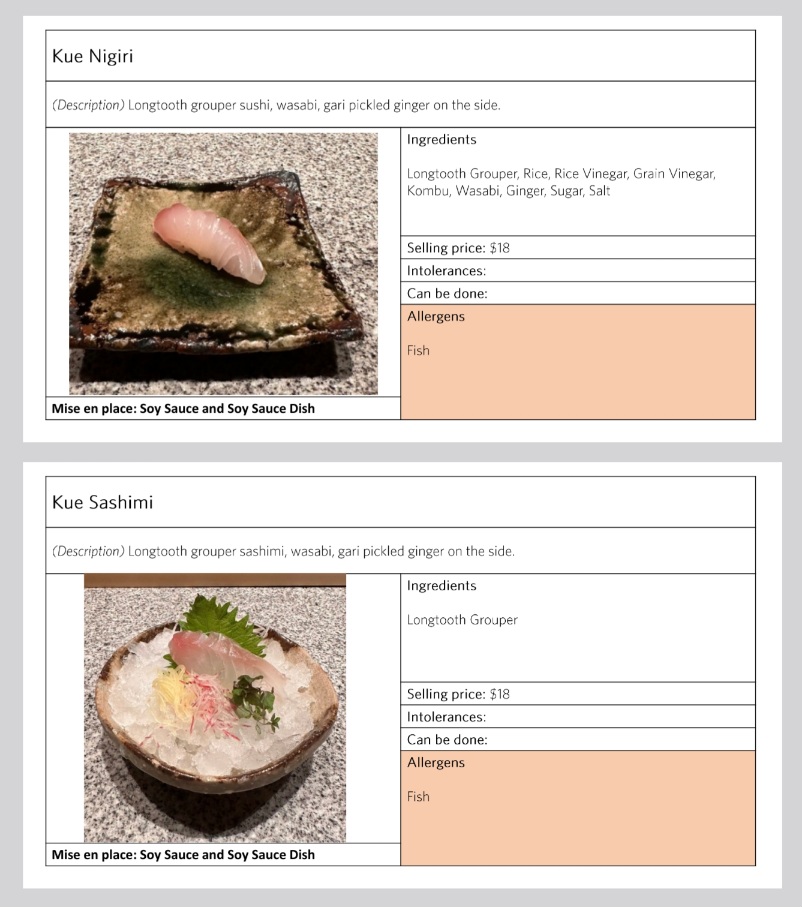 Kue Nigiri
(Description) Longtooth grouper sushi, wasabi, gari pickled ginger on the side.
Ingredients
Longtooth Grouper, Rice, Rice Vinegar, Grain Vinegar,
Kombu, Wasabi, Ginger, Sugar, Salt
Selling price: $18
Intolerances:
Can be done:
Allergens
Fish
Mise en place: Soy Sauce and Soy Sauce Dish
Kue Sashimi
(Description) Longtooth grouper sashimi, wasabi, gari pickled ginger on the side.
Ingredients
Longtooth Grouper
Selling price: $18
Intolerances:
Can be done:
Allergens
Fish
Mise en place: Soy Sauce and Soy Sauce Dish